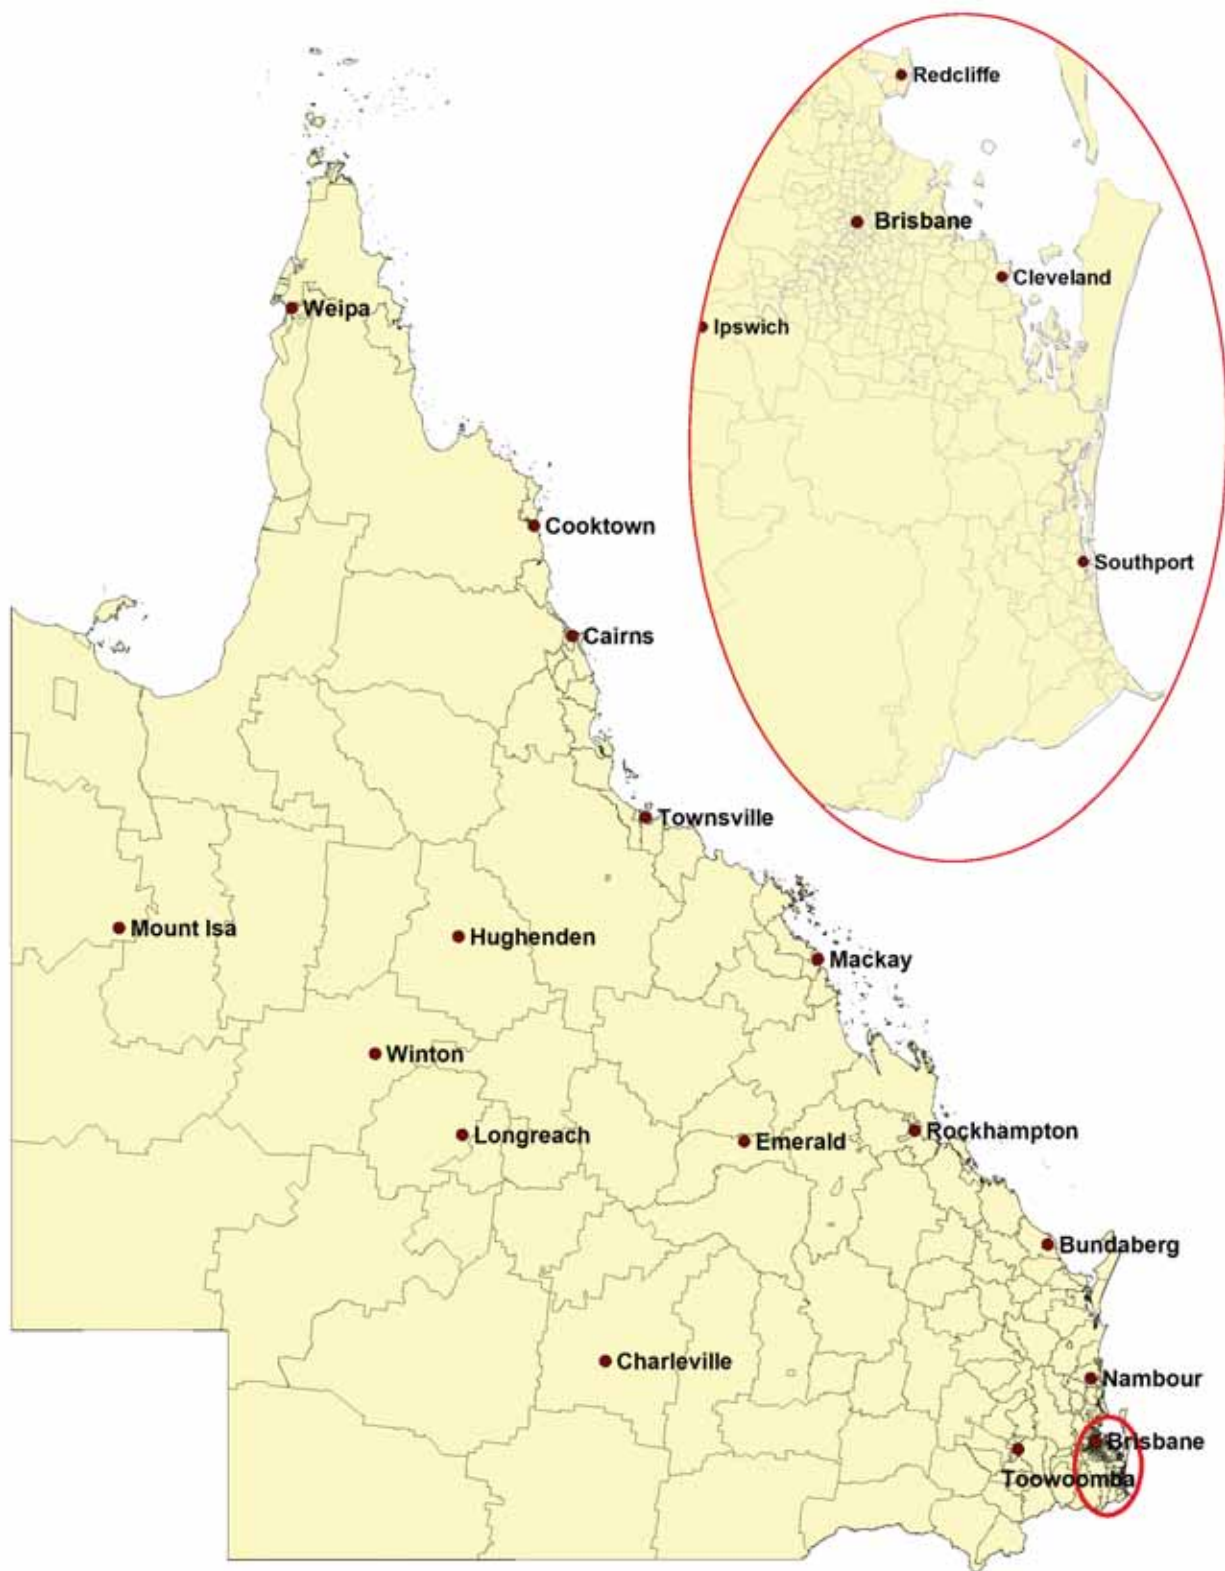 Redcliffe
Brisbane
Cleveland
Weipa
Ipswich
Cooktown
Southport
Cairns
Townsville
Mount Isa
Hughenden
Mackay
Winton
Longreach
Emerald
Rockhampton
Bundaberg
Charleville
Nambour
Brisbane
Toowoomba